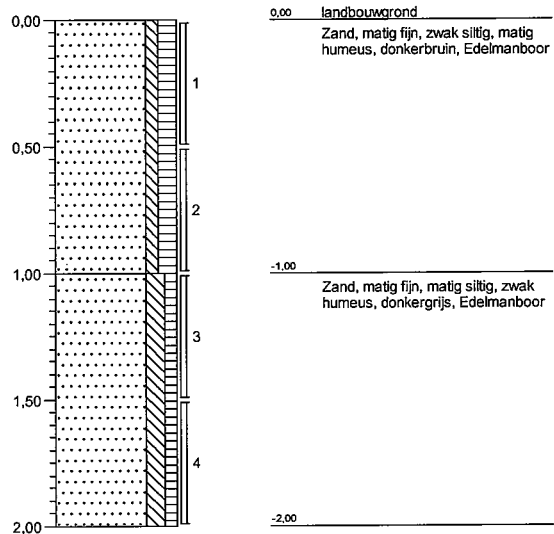 0,00
0,50
1,00
1,50
2,00
1
2
3
4
0,00 landbouwgrond
Zand, matig fijn, zwak siltig, matig
humeus, donkerbruin, Edelmanboor
-1,00
Zand, matig fijn, matig siltig, zwak
humeus, donkergrijs, Edelmanboor
-2,00